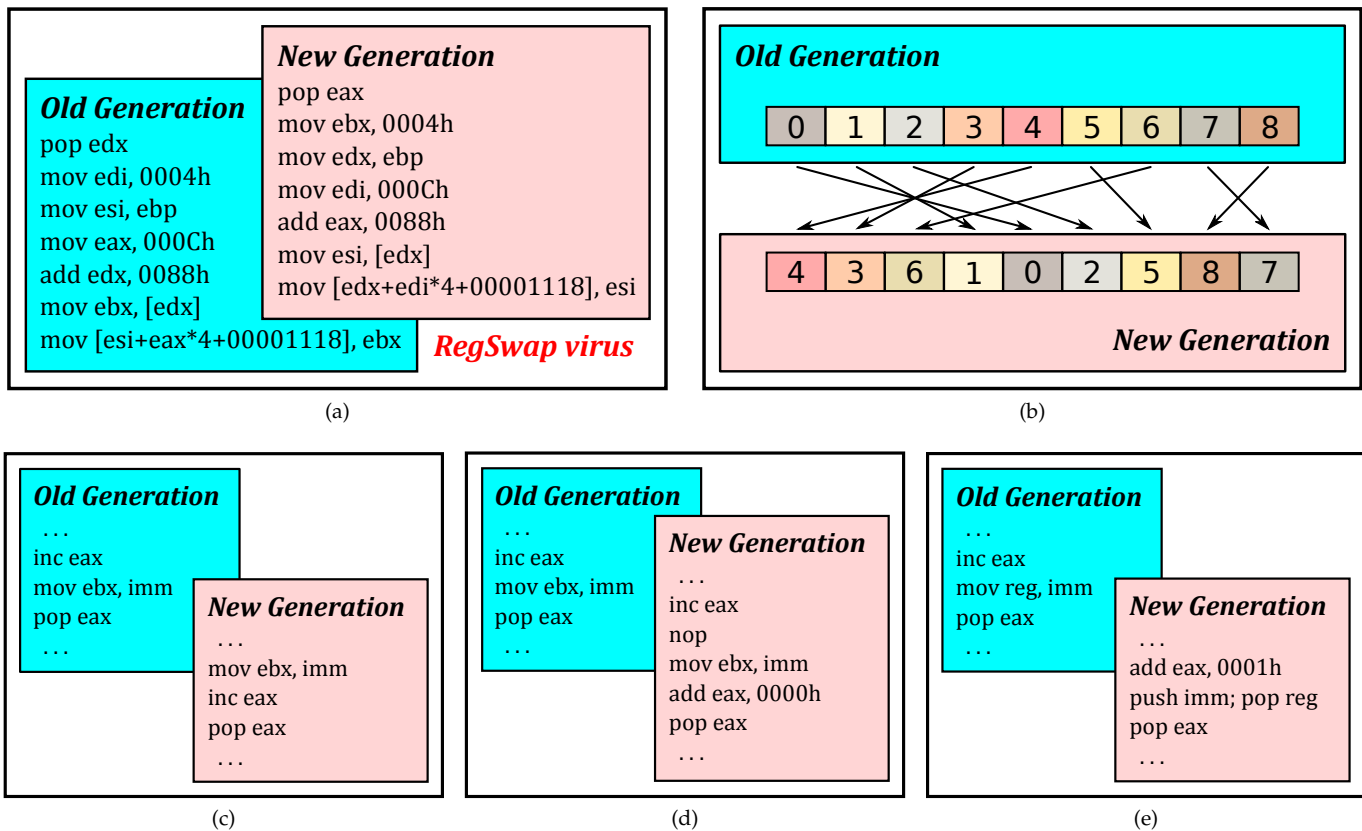 Old Generation
pop edx
mov edi, 0004h
mov esi, ebp
mov eax, 000Ch
add edx, 0088h
mov ebx, [edx]
mov [esi+eax*4+00001118], ebx
New Generation
pop eax
mov ebx, 0004h
mov edx, ebp
mov edi, 000Ch
add eax, 0088h
mov esi, [edx]
mov [edx+edi*4+00001118], esi
RegSwap virus
(a)
Old Generation
0 1 2 3 4 5 6 7 8
4 3 6 1 0 2 5 8 7
New Generation
(b)
Old Generation
...
inc eax
mov ebx, imm
pop eax
...
New Generation
...
mov ebx, imm
inc eax
pop eax
...
(c)
Old Generation
...
inc eax
mov ebx, imm
pop eax
...
New Generation
...
inc eax
nop
mov ebx, imm
add eax, 0000h
pop eax
...
(d)
Old Generation
...
inc eax
mov reg, imm
pop eax
...
New Generation
...
add eax, 0001h
push imm; pop reg
pop eax
...
(e)